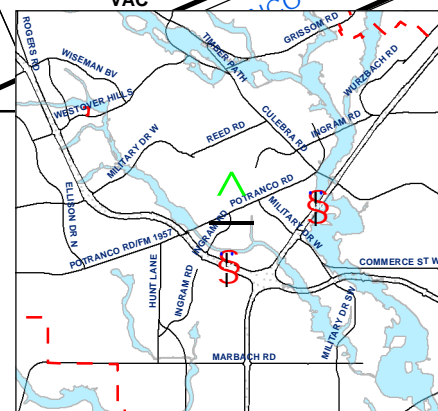 VAC
NCO
ROGERS RD
WISEMAN BV
TIMBER PATH
GRISSOM RD
WURZBACH RD
WESTOVER HILLS
MILITARY DR W
REED RD
CULEBRA RD
INGRAM RD
ELLISON DR N
POTRANCO RD
INGRAM RD
MILITARY DR W
POTRANCO RD/FM 1957
HUNT LANE
INGRAM RD
COMMERCE ST W
MILITARY DR SW
MARBACH RD